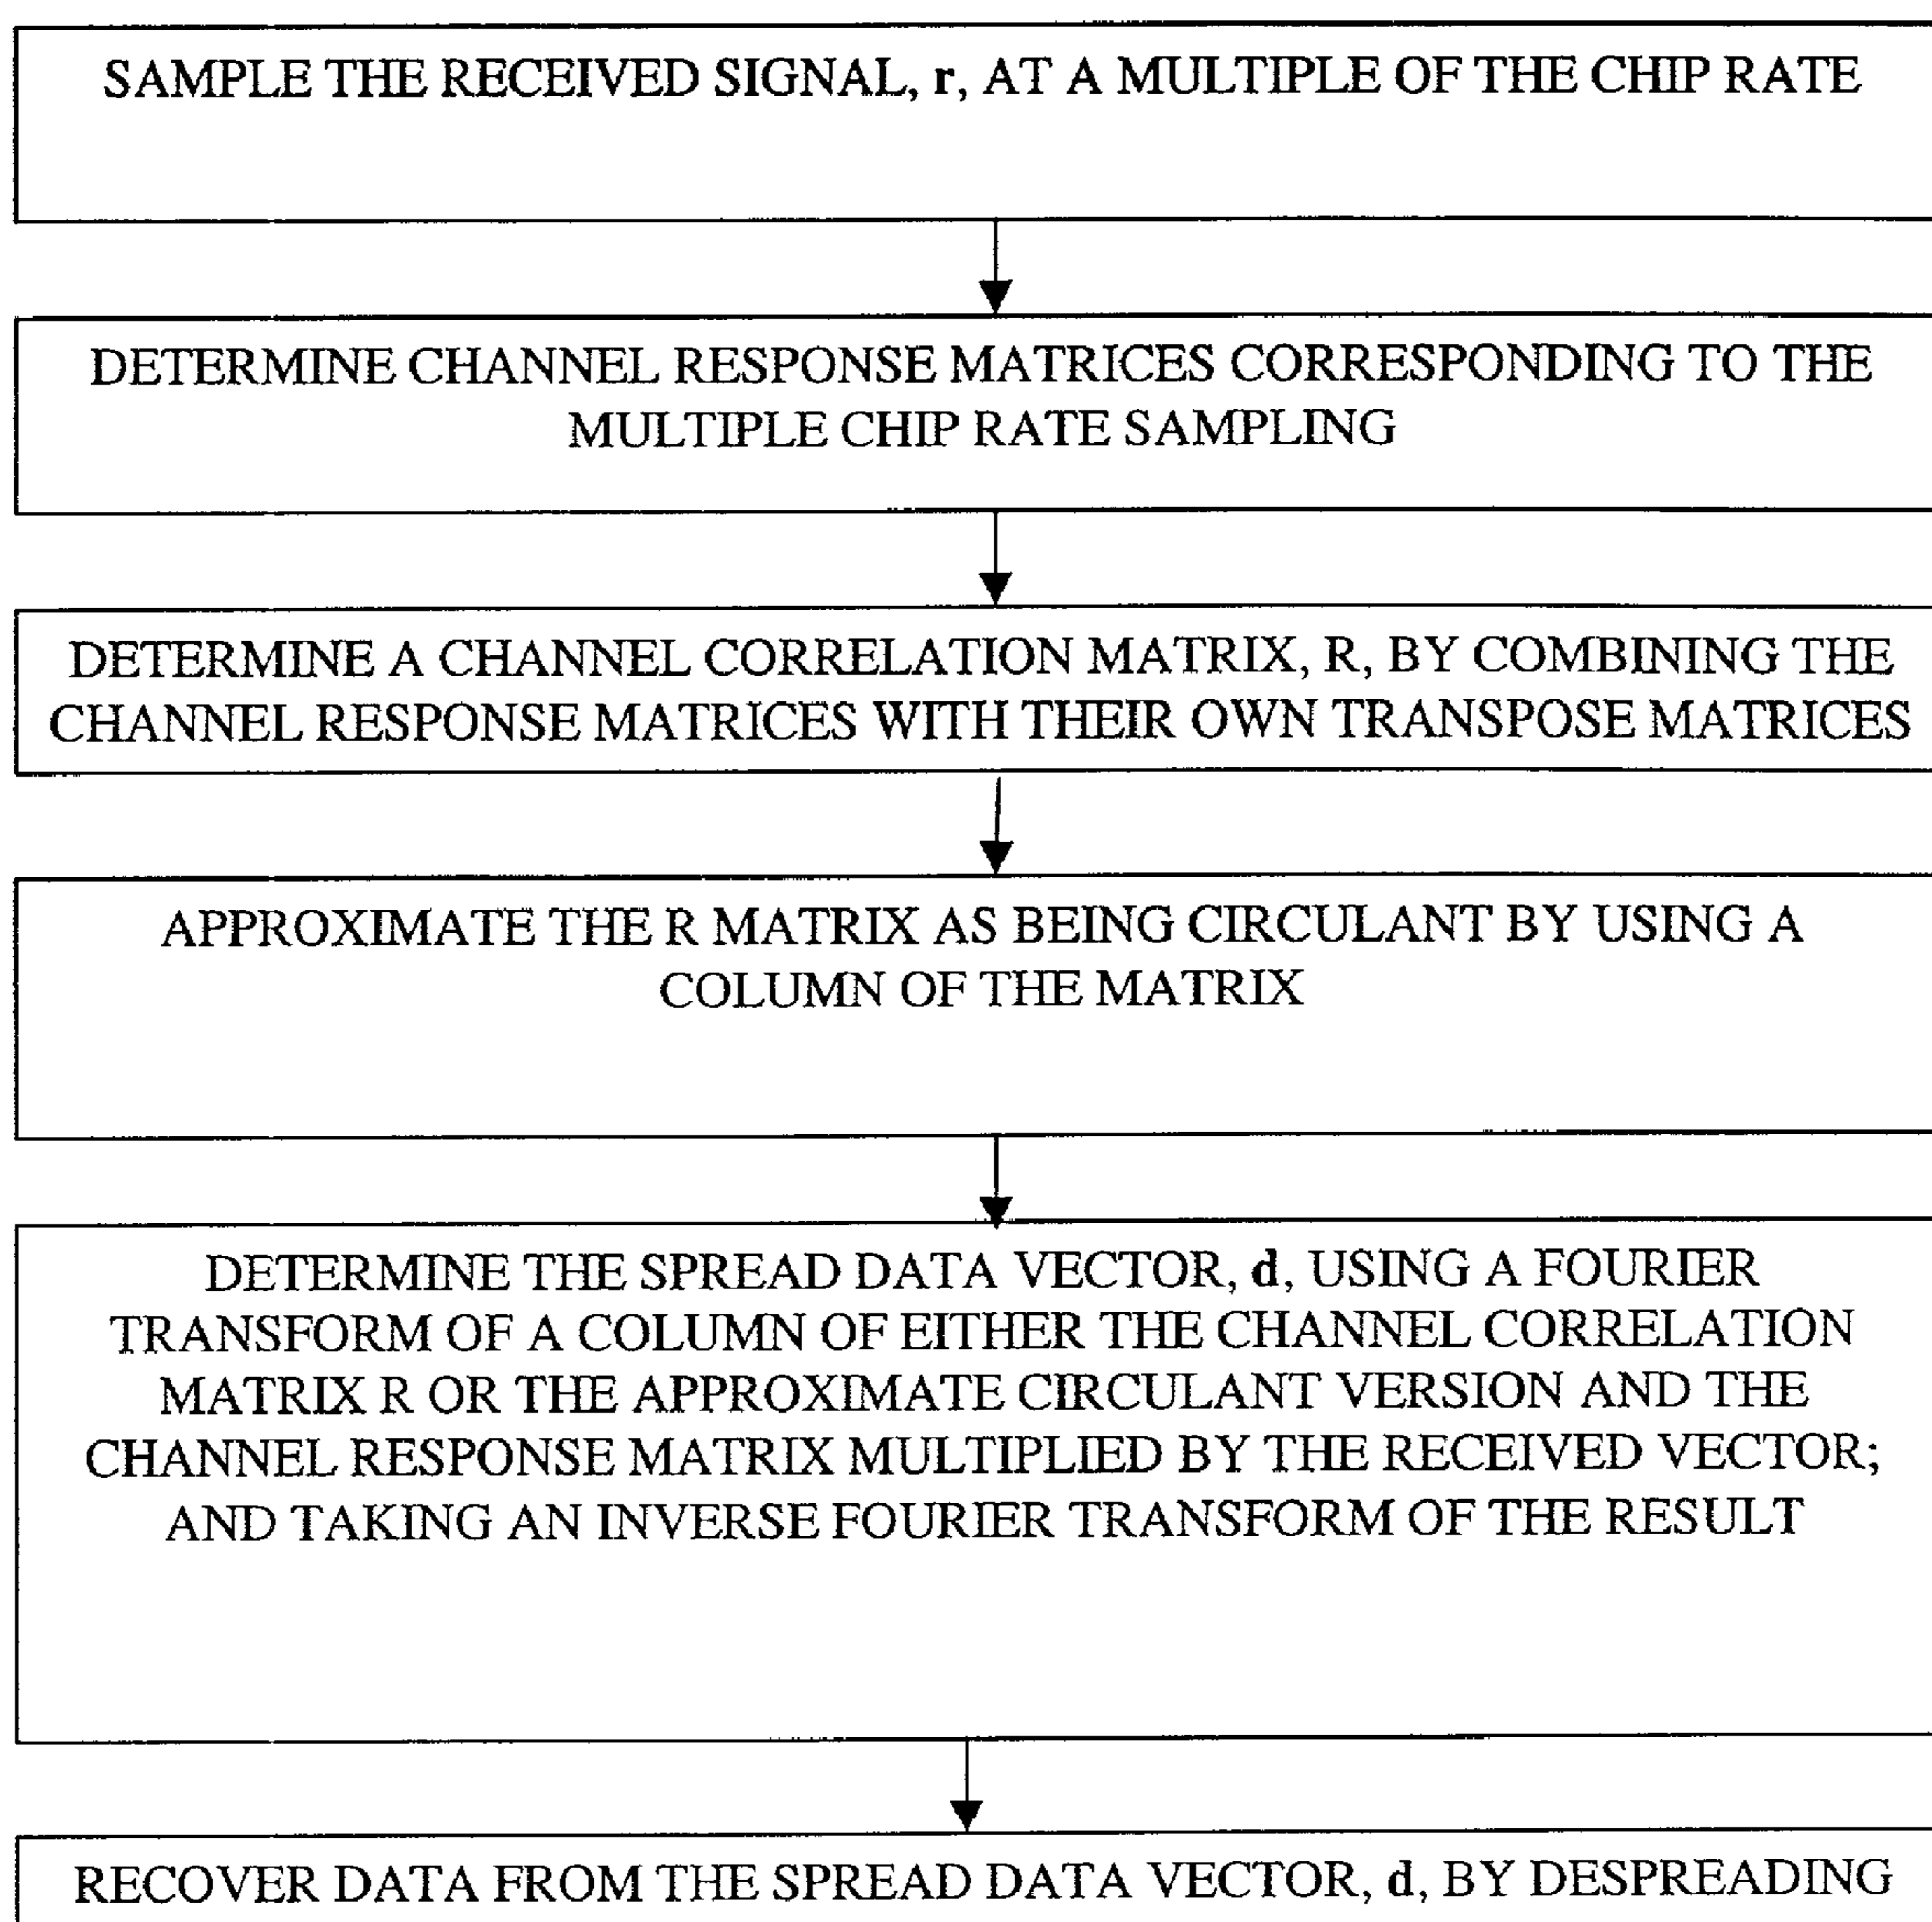 SAMPLE THE RECEIVED SIGNAL, r, AT A MULTIPLE OF THE CHIP RATE
DETERMINE CHANNEL RESPONSE MATRICES CORRESPONDING TO THE
MULTIPLE CHIP RATE SAMPLING
DETERMINE A CHANNEL CORRELATION MATRIX, R, BY COMBINING THE
CHANNEL RESPONSE MATRICES WITH THEIR OWN TRANSPOSE MATRICES
APPROXIMATE THE R MATRIX AS BEING CIRCULANT BY USING A
COLUMN OF THE MATRIX
DETERMINE THE SPREAD DATA VECTOR, d, USING A FOURIER
TRANSFORM OF A COLUMN OF EITHER THE CHANNEL CORRELATION
MATRIX R OR THE APPROXIMATE CIRCULANT VERSION AND THE
CHANNEL RESPONSE MATRIX MULTIPLIED BY THE RECEIVED VECTOR;
AND TAKING AN INVERSE FOURIER TRANSFORM OF THE RESULT
RECOVER DATA FROM THE SPREAD DATA VECTOR, d, BY DESPREADING